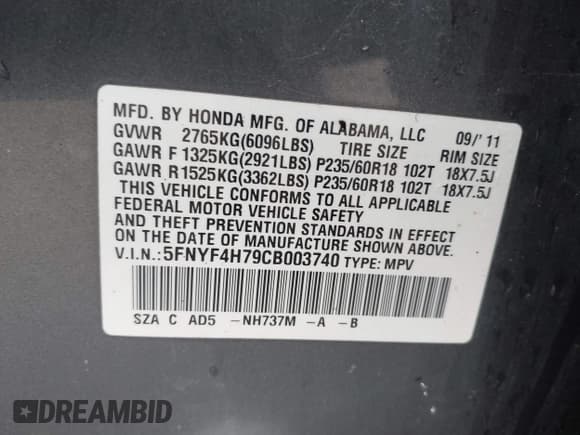 MFD. BY HONDA MFG. OF ALABAMA, LLC 09/'11
GVWR 2765KG(6096LBS) TIRE SIZE RIM SIZE
GAWR F 1325KG(2921LBS) P235/60R18 102T 18X7.5J
GAWR R 1525KG(3362LBS) P235/60R18 102T 18X7.5J
THIS VEHICLE CONFORMS TO ALL APPLICABLE
FEDERAL MOTOR VEHICLE SAFETY
AND THEFT PREVENTION STANDARDS IN EFFECT
ON THE DATE OF MANUFACTURE SHOWN ABOVE.
V.I.N.:5FNYF4H79CB003740 TYPE: MPV
SZA C AD5 -NH737M -A -B
DREAMBID